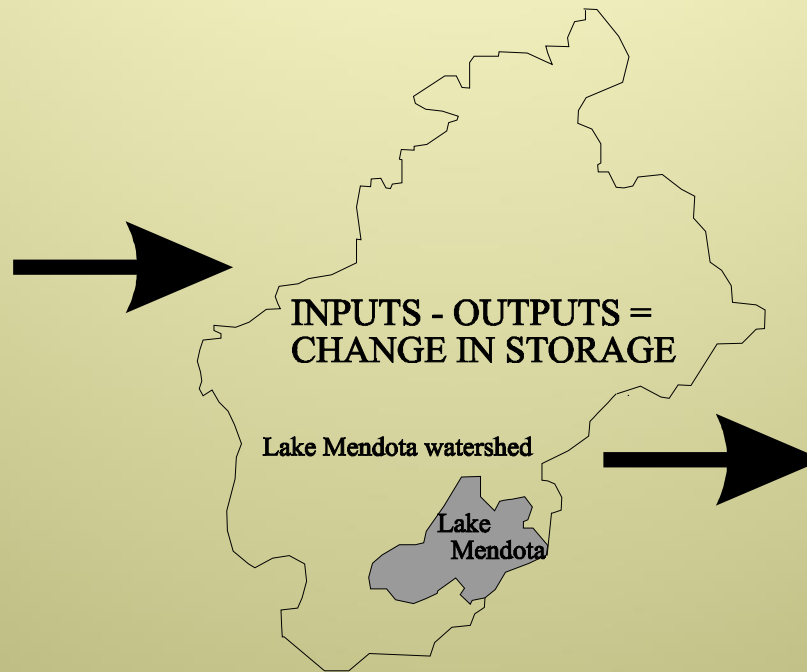 INPUTS - OUTPUTS =
CHANGE IN STORAGE
Lake Mendota watershed
Lake
Mendota